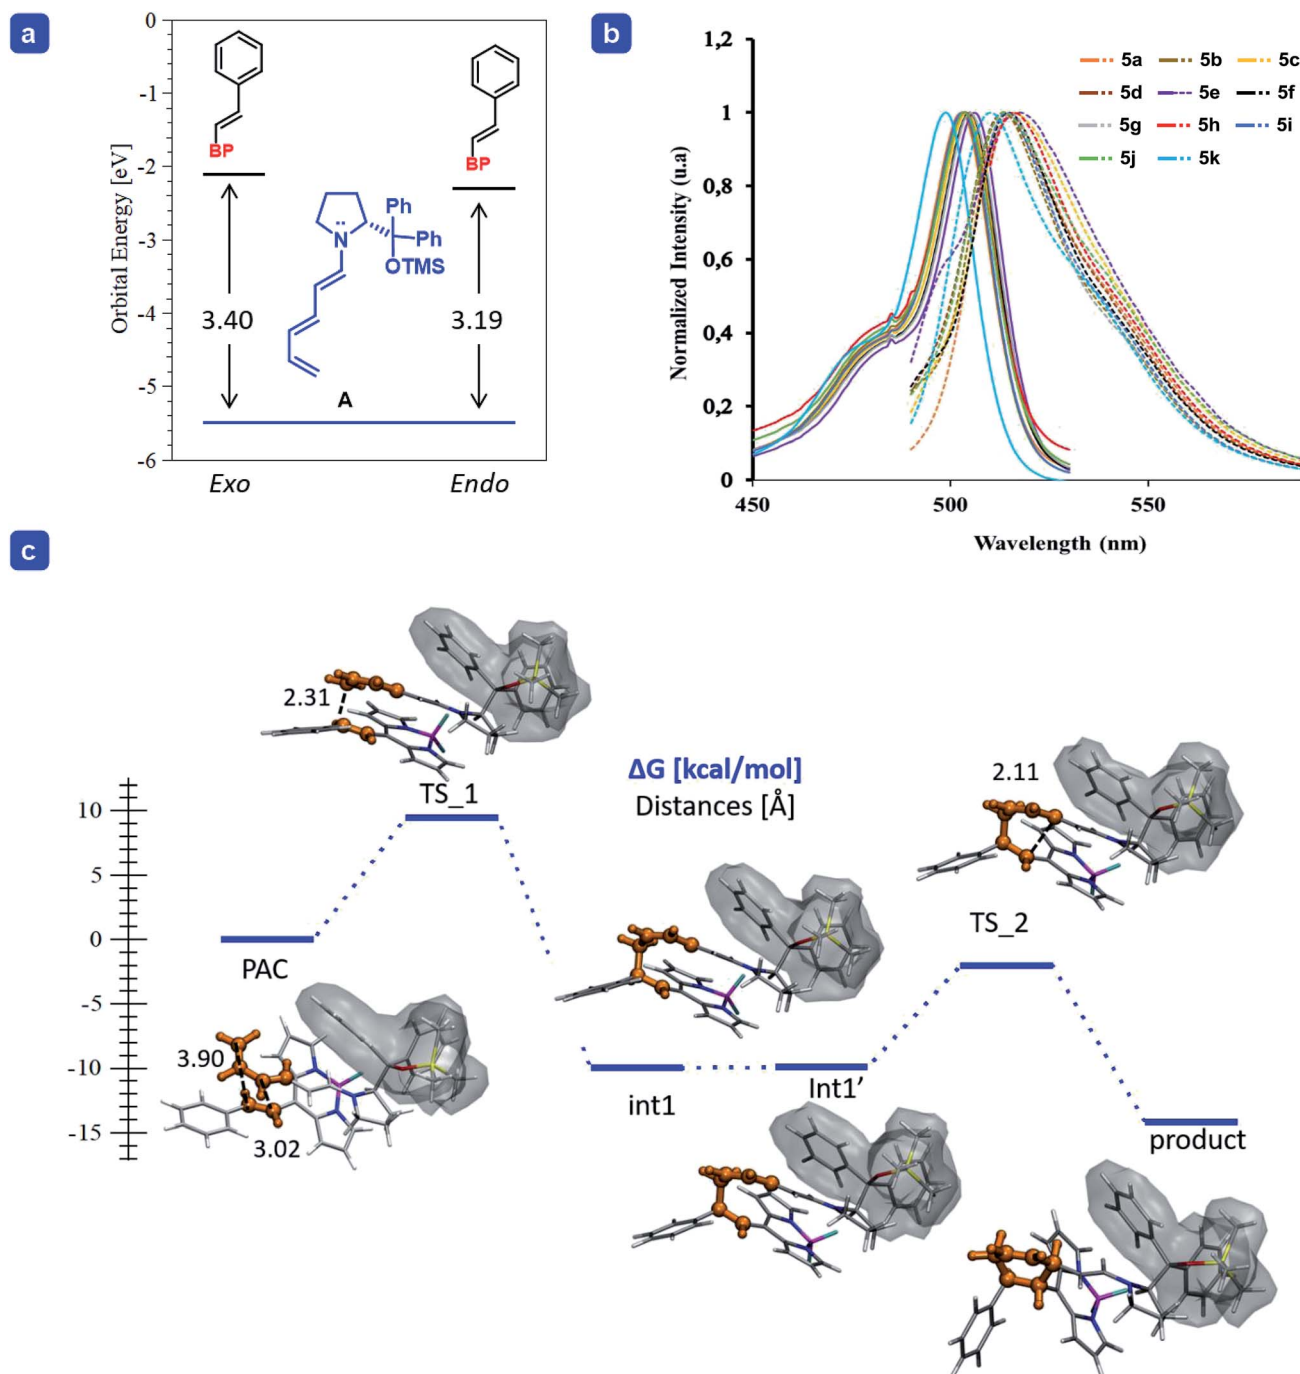 a
Orbital Energy [eV]
0
-1
-2
-3
-4
-5
-6
BP
BP
N
Ph
Ph
OTMS
3.40
3.19
A
Exo
Endo
b
Normalized Intensity (u.a)
1,2
1
0,8
0,6
0,4
0,2
0
450
500
550
Wavelength (nm)
5a 5b 5c
5d 5e 5f
5g 5h 5i
5j 5k
c
ΔG [kcal/mol]
Distances [Å]
10
5
0
-5
-10
-15
2.31
TS_1
PAC
3.90
3.02
int1
Int1’
2.11
TS_2
product